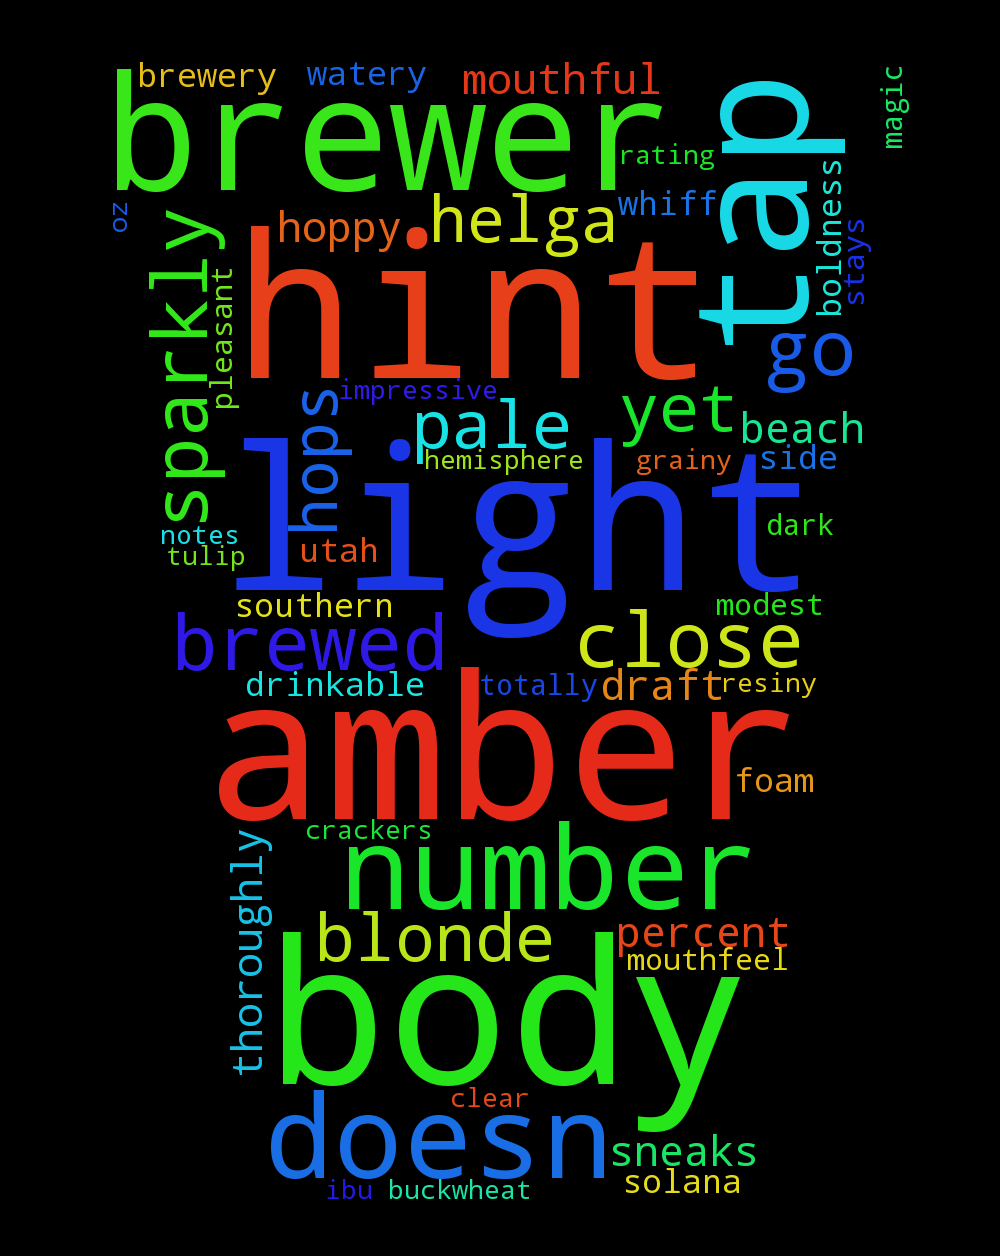 brewery
watery
mouthful
magic
brewer
tap
rating
oz
whiff
boldness
hoppy
helga
sparkly
stays
pleasant
hint
go
impressive
hops
pale
yet
beach
hemisphere
grainy
side
light
dark
notes
tulip
utah
southern
modest
brewed
close
drinkable
totally
draft
resiny
amber
foam
crackers
number
thoroughly
blonde
percent
mouthfeel
body
clear
doesn
sneaks
solana
ibu
buckwheat